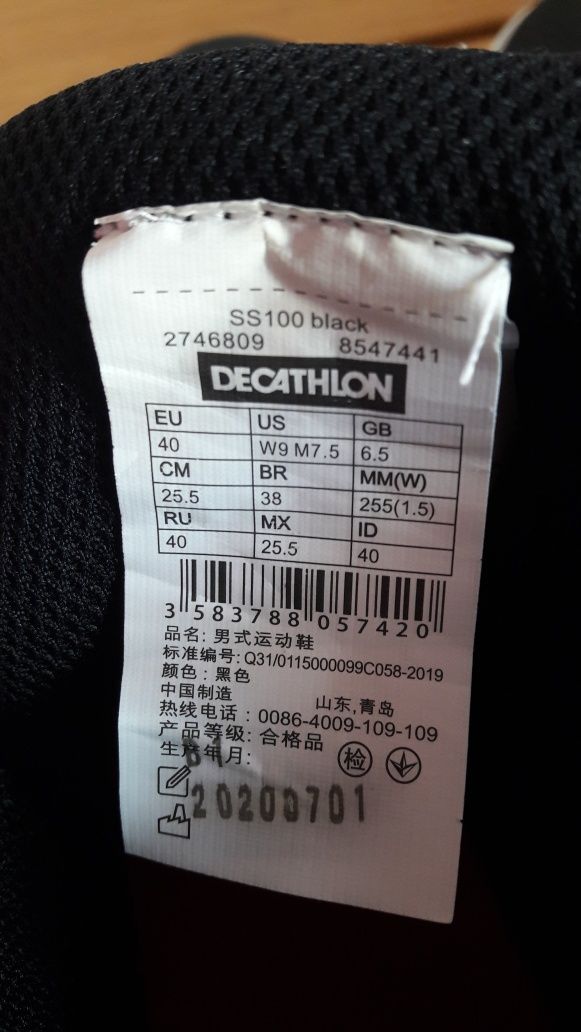 SS100 black
2746809 8547441
DECATHLON
EU US GB
40 W9 M7.5 6.5
CM BR MM(W)
25.5 38 255(1.5)
RU MX ID
40 25.5 40
3 583788 057420
品名: 男式运动鞋
标准编号: Q31/0115000099C058-2019
颜色: 黑色
中国制造 山东,青岛
热线电话: 0086-4009-109-109
产品等级: 合格品
生产年月:
检
20200701